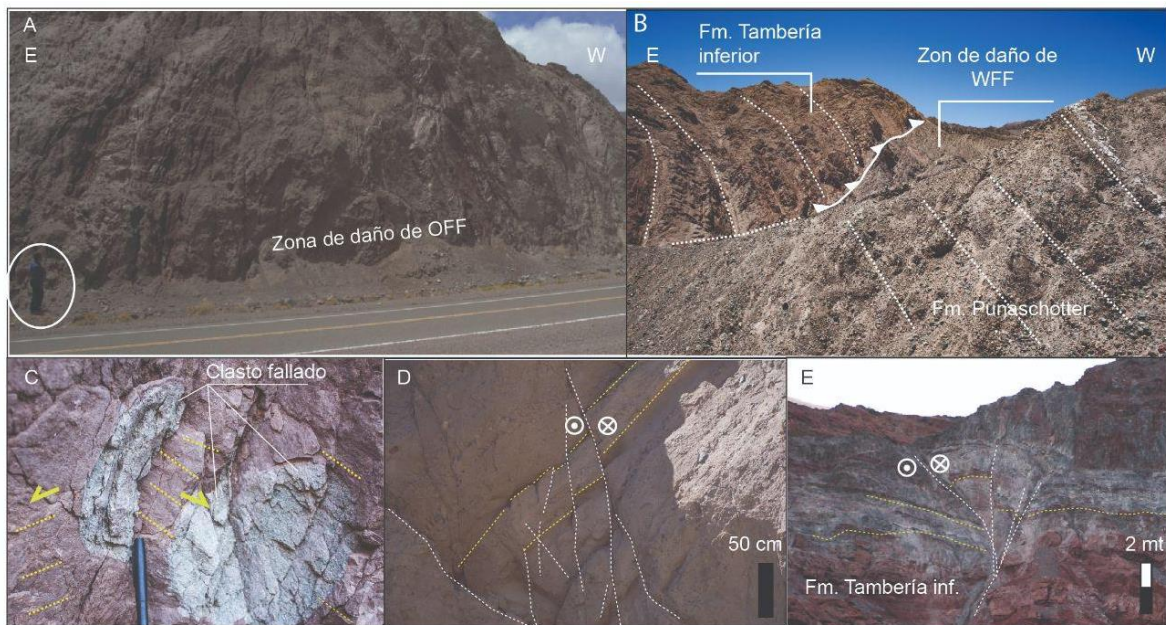 A
E
W
Zona de daño de OFF
B
E
Fm. Tambería
inferior
Zon de daño de
WFF
W
Fm. Punaschotter
C
Clasto fallado
D
50 cm
E
2 mt
Fm. Tambería inf.